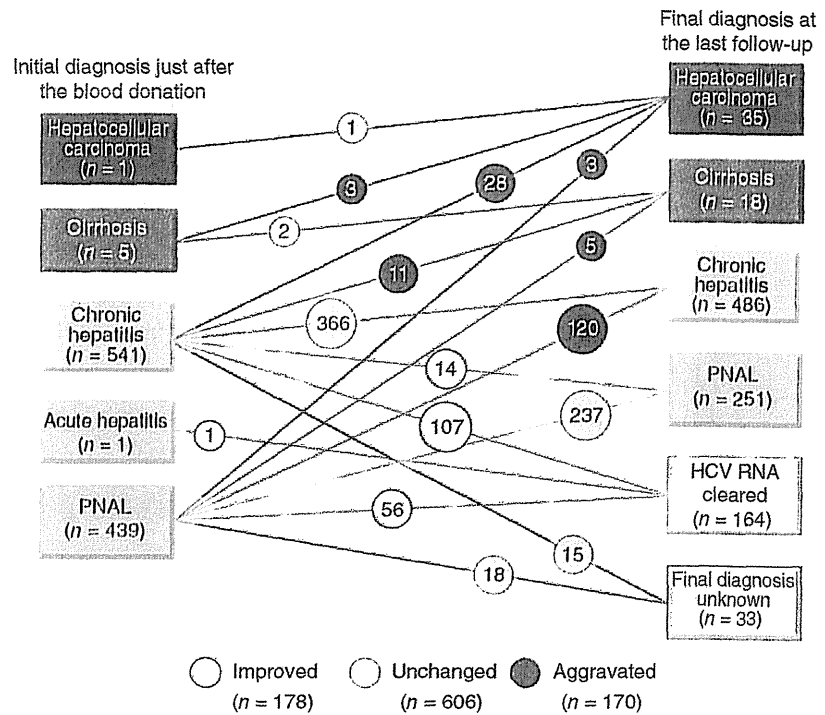 Initial diagnosis just after
the blood donation
Hepatocellular
carcinoma
(n = 1)
Cirrhosis
(n = 5)
Chronic
hepatitis
(n = 541)
Acute hepatitis
(n = 1)
PNAL
(n = 439)
1
3
28
3
2
11
5
366
120
14
1
107
237
56
15
18
Final diagnosis at
the last follow-up
Hepatocellular
carcinoma
(n = 35)
Cirrhosis
(n = 18)
Chronic
hepatitis
(n = 486)
PNAL
(n = 251)
HCV RNA
cleared
(n = 164)
Final diagnosis
unknown
(n = 33)
Improved
(n = 178)
Unchanged
(n = 606)
Aggravated
(n = 170)